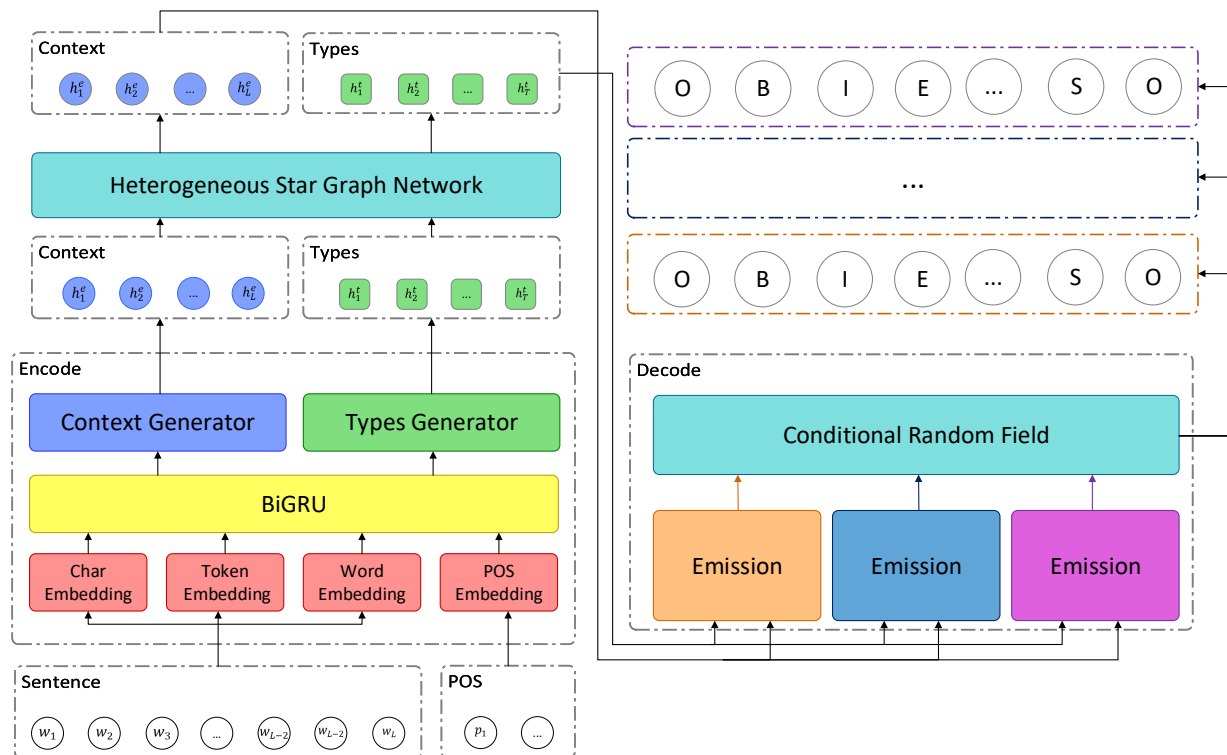 Context
h₁ᵉ h₂ᵉ ... h_Lᵉ
Types
h₁ᵗ h₂ᵗ ... h_Tᵗ
Heterogeneous Star Graph Network
Context
h₁ᵉ h₂ᵉ ... h_Lᵉ
Types
h₁ᵗ h₂ᵗ ... h_Tᵗ
Encode
Context Generator
Types Generator
BiGRU
Char
Embedding
Token
Embedding
Word
Embedding
POS
Embedding
Sentence
w₁ w₂ w₃ ... w_{L−2} w_{L−2} w_L
POS
p₁ ...
O B I E ... S O
...
O B I E ... S O
Decode
Conditional Random Field
Emission
Emission
Emission